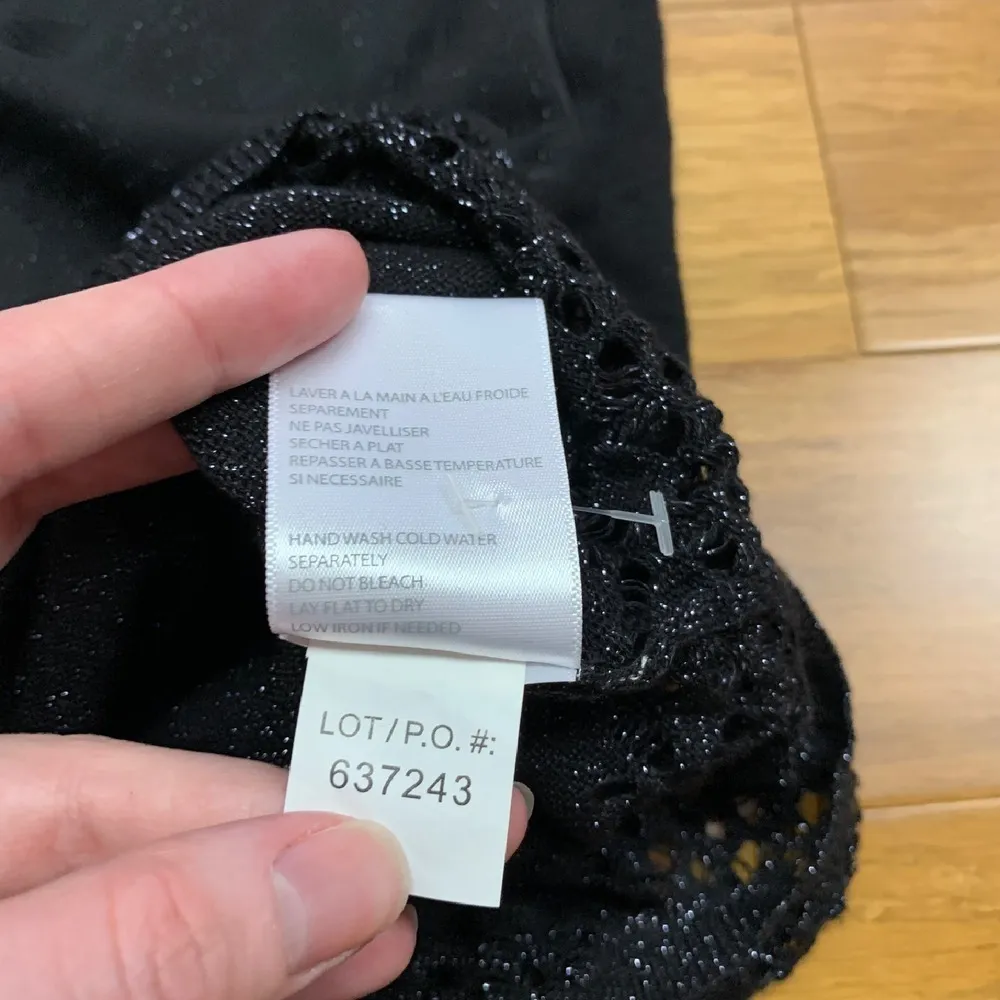 LAVER A LA MAIN A L'EAU FROIDE
SEPAREMENT
NE PAS JAVELLISER
SECHER A PLAT
REPASSER A BASSE TEMPERATURE
SI NECESSAIRE
HAND WASH COLD WATER
SEPARATELY
DO NOT BLEACH
LAY FLAT TO DRY
LOW IRON IF NEEDED
LOT/P.O. #:
637243